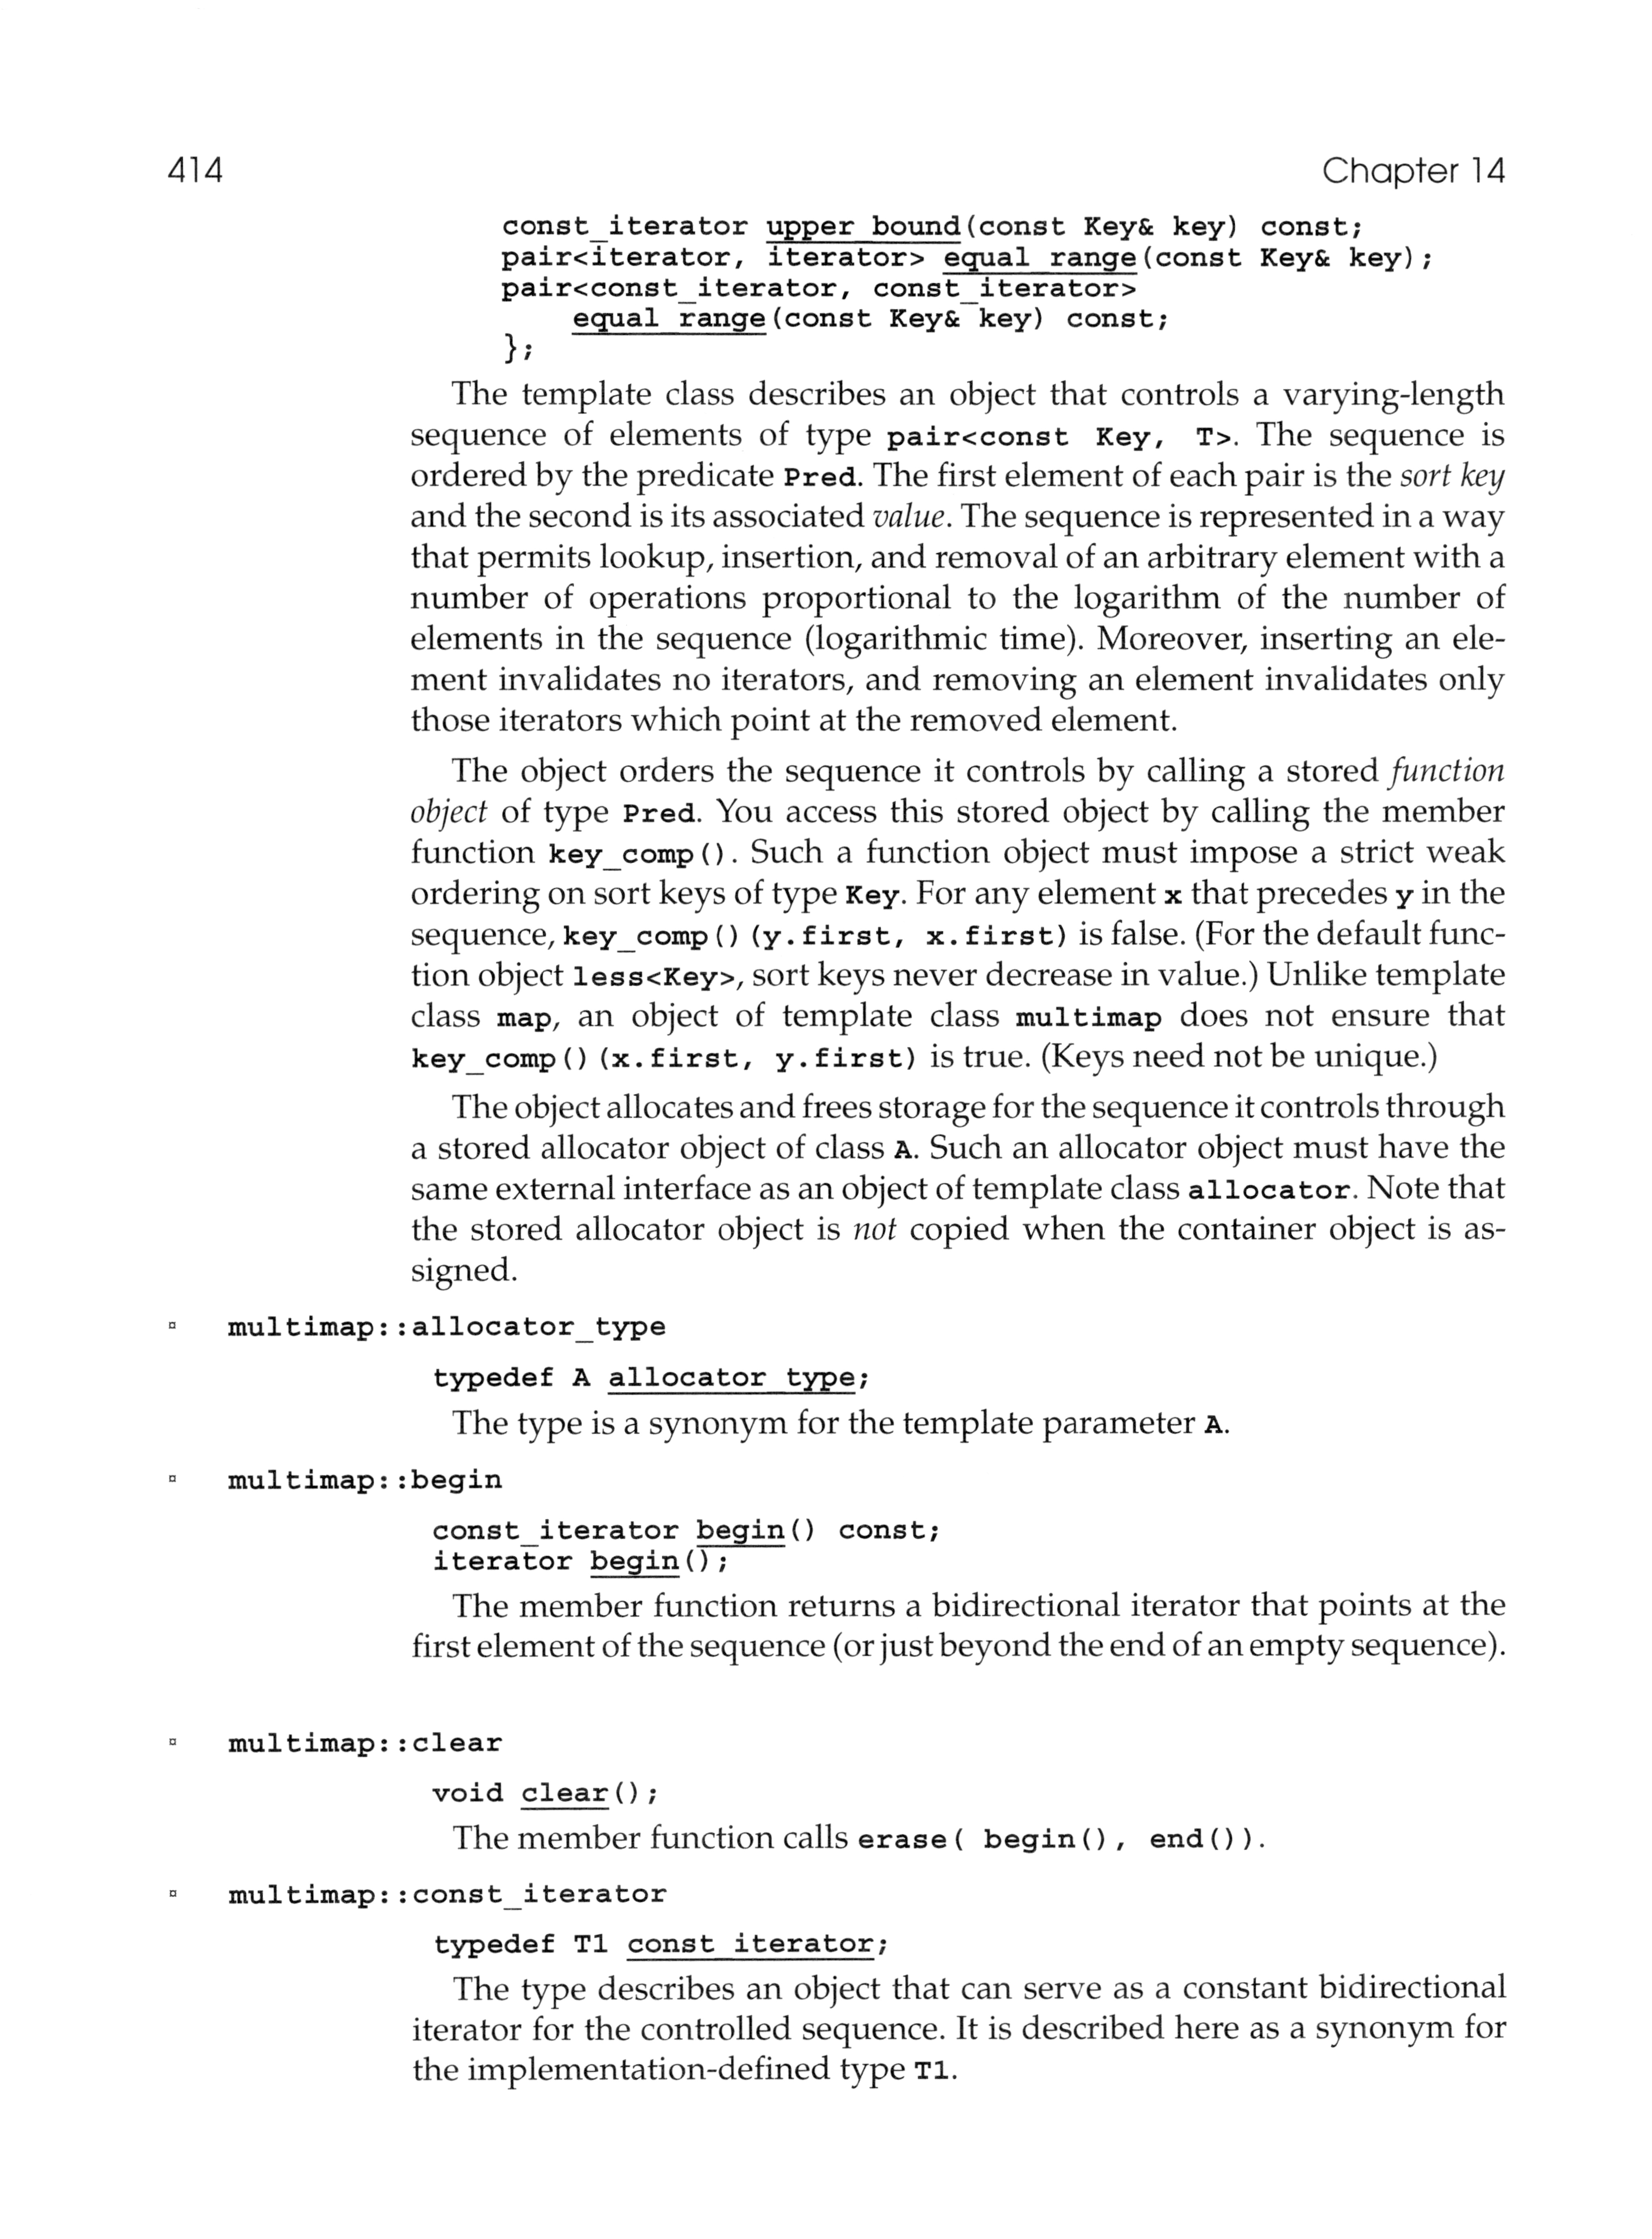 414 Chapter 14
const_iterator upper_bound(const Key& key) const;
pair<iterator, iterator> equal_range(const Key& key);
pair<const_iterator, const_iterator>
equal_range(const Key& key) const;
};
The template class describes an object that controls a varying-length
sequence of elements of type pair<const Key, T>. The sequence is
ordered by the predicate Pred. The first element of each pair is the sort key
and the second is its associated value. The sequence is represented in a way
that permits lookup, insertion, and removal of an arbitrary element with a
number of operations proportional to the logarithm of the number of
elements in the sequence (logarithmic time). Moreover, inserting an ele-
ment invalidates no iterators, and removing an element invalidates only
those iterators which point at the removed element.
The object orders the sequence it controls by calling a stored function
object of type Pred. You access this stored object by calling the member
function key_comp(). Such a function object must impose a strict weak
ordering on sort keys of type Key. For any element x that precedes y in the
sequence, key_comp()(y.first, x.first) is false. (For the default func-
tion object less<Key>, sort keys never decrease in value.) Unlike template
class map, an object of template class multimap does not ensure that
key_comp()(x.first, y.first) is true. (Keys need not be unique.)
The object allocates and frees storage for the sequence it controls through
a stored allocator object of class A. Such an allocator object must have the
same external interface as an object of template class allocator. Note that
the stored allocator object is not copied when the container object is as-
signed.
¤ multimap::allocator_type
typedef A allocator_type;
The type is a synonym for the template parameter A.
¤ multimap::begin
const_iterator begin() const;
iterator begin();
The member function returns a bidirectional iterator that points at the
first element of the sequence (or just beyond the end of an empty sequence).
¤ multimap::clear
void clear();
The member function calls erase( begin(), end()).
¤ multimap::const_iterator
typedef T1 const_iterator;
The type describes an object that can serve as a constant bidirectional
iterator for the controlled sequence. It is described here as a synonym for
the implementation-defined type T1.